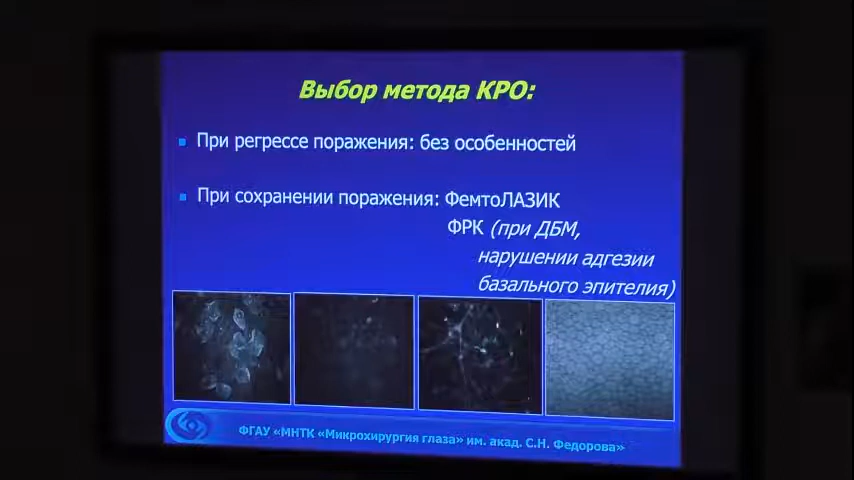 Выбор метода КРО:
При регрессе поражения: без особенностей
При сохранении поражения: ФемтоЛАЗИК
ФРК (при ДБМ,
нарушении адгезии
базального эпителия)
ФГАУ «МНТК «Микрохирургия глаза» им. акад. С.Н. Федорова»